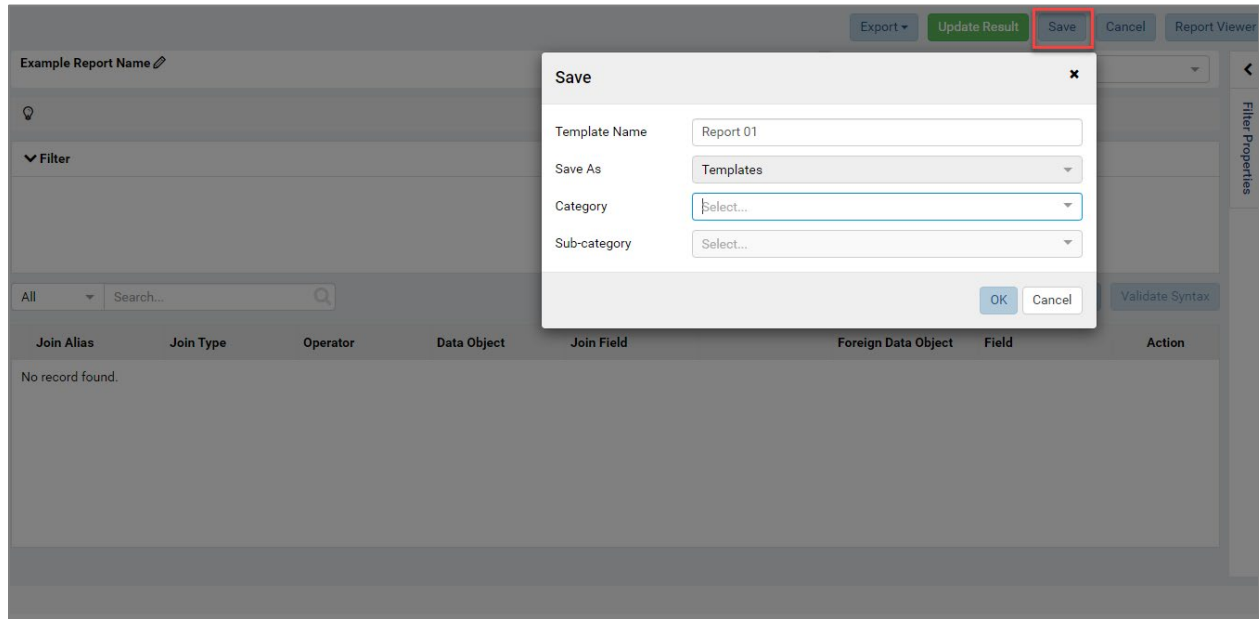 Export Update Result Save Cancel Report Viewer
Example Report Name
Save
Filter Properties
Template Name Report 01
Filter
Save As Templates
Category Select...
Sub-category Select...
All Search... OK Cancel Validate Syntax
Join Alias Join Type Operator Data Object Join Field Foreign Data Object Field Action
No record found.